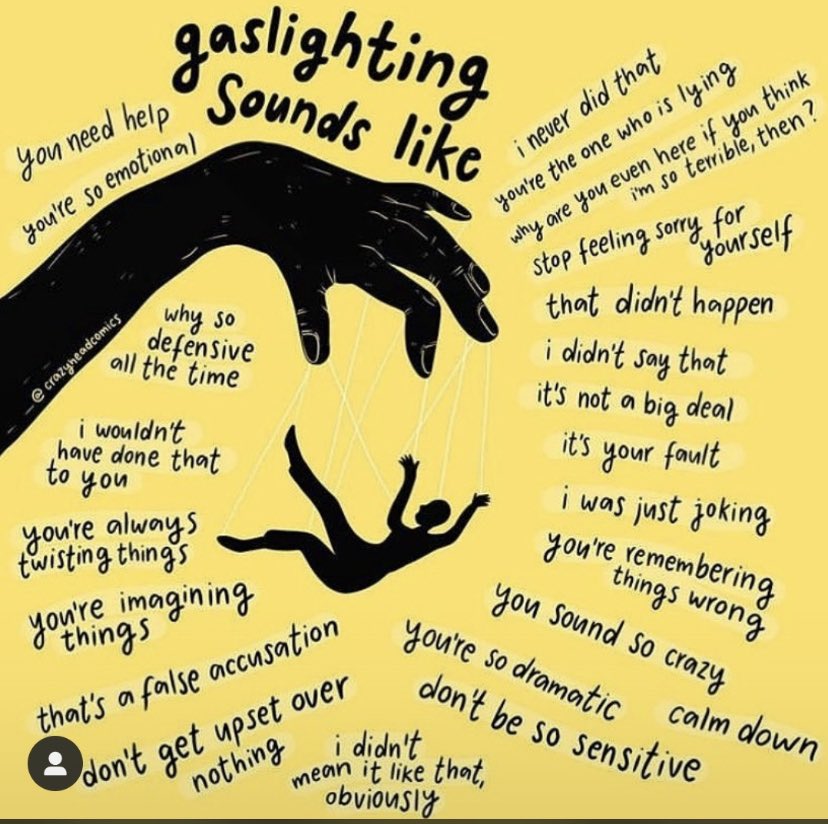 gaslighting
sounds like
you need help
you're so emotional
@crazyheadcomics
why so
defensive
all the time
i wouldn't
have done that
to you
you're always
twisting things
you're imagining
things
that's a false accusation
don't get upset over
nothing
i didn't
mean it like that,
obviously
i never did that
you're the one who is lying
why are you even here if you think
i'm so terrible, then?
stop feeling sorry for
yourself
that didn't happen
i didn't say that
it's not a big deal
it's your fault
i was just joking
you're remembering
things wrong
you sound so crazy
you're so dramatic
calm down
don't be so sensitive